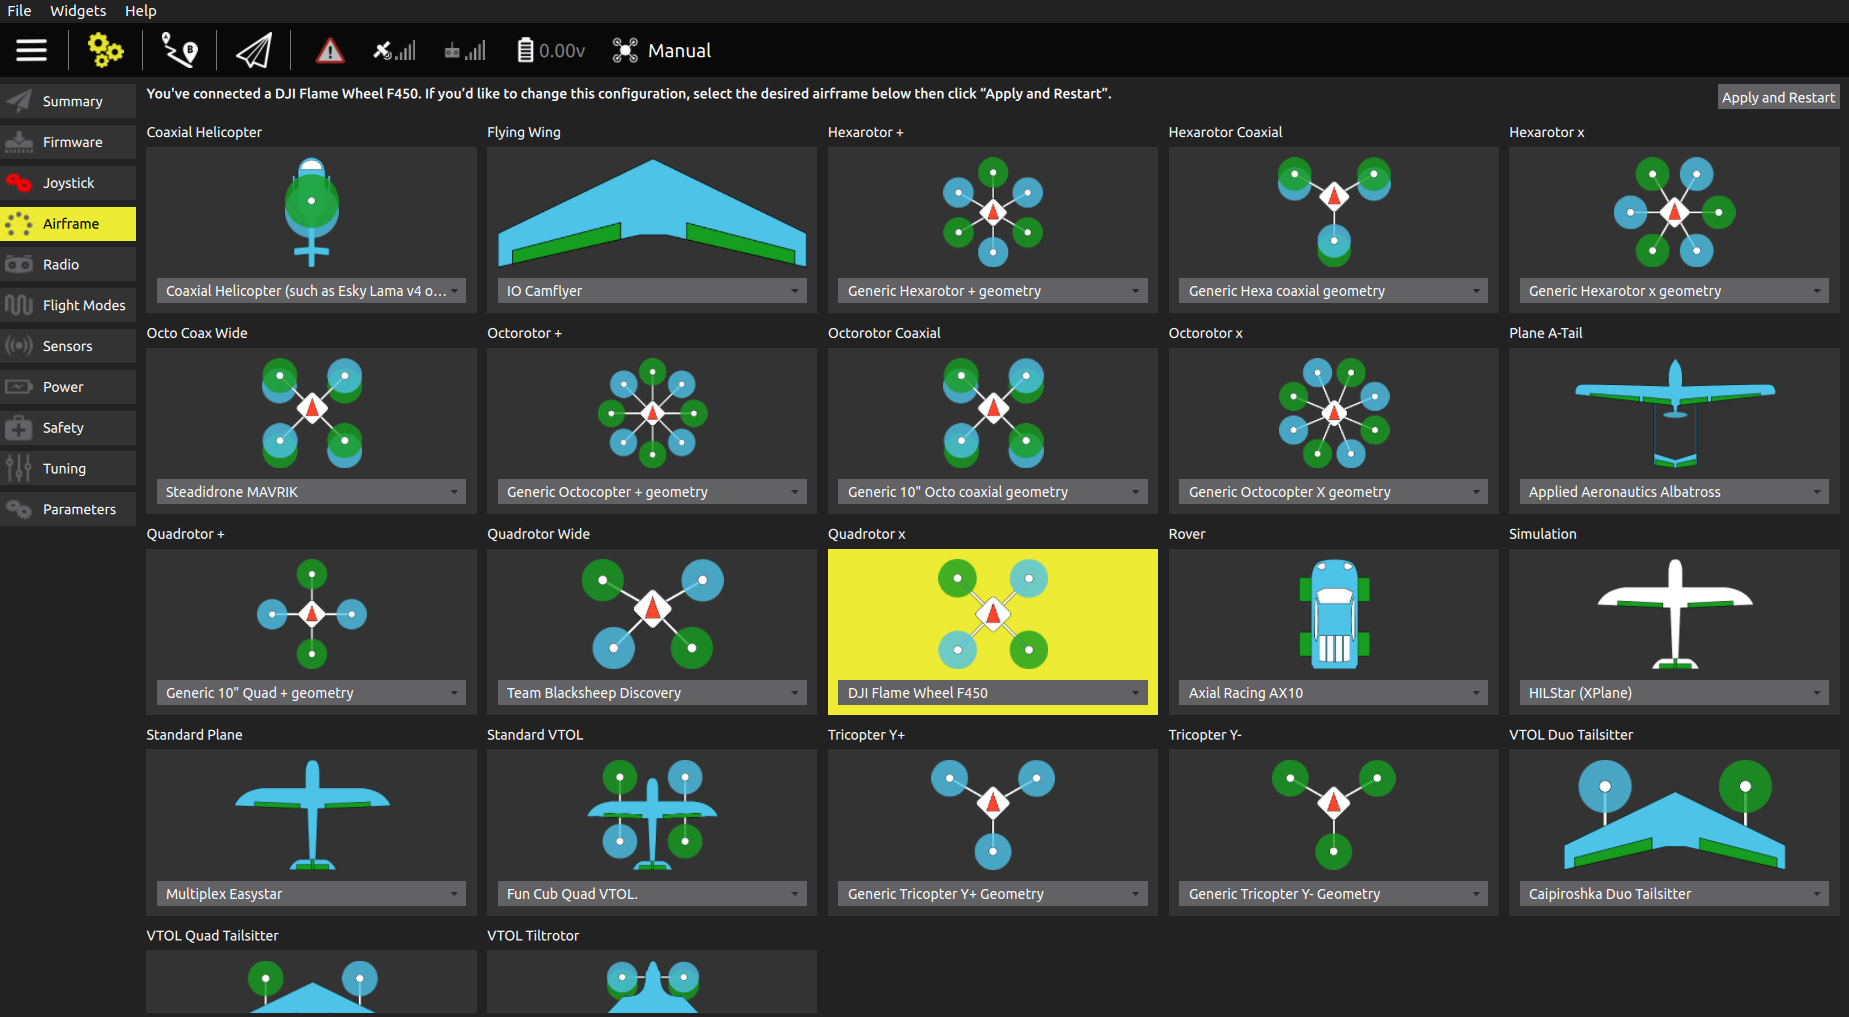 File Widgets Help
0.00v Manual
You've connected a DJI Flame Wheel F450. If you'd like to change this configuration, select the desired airframe below then click “Apply and Restart”.
Apply and Restart
Summary
Firmware
Joystick
Airframe
Radio
Flight Modes
Sensors
Power
Safety
Tuning
Parameters
Coaxial Helicopter
Coaxial Helicopter (such as Esky Lama v4 o...
Flying Wing
IO Camflyer
Hexarotor +
Generic Hexarotor + geometry
Hexarotor Coaxial
Generic Hexa coaxial geometry
Hexarotor x
Generic Hexarotor x geometry
Octo Coax Wide
Steadidrone MAVRIK
Octorotor +
Generic Octocopter + geometry
Octorotor Coaxial
Generic 10" Octo coaxial geometry
Octorotor x
Generic Octocopter X geometry
Plane A-Tail
Applied Aeronautics Albatross
Quadrotor +
Generic 10" Quad + geometry
Quadrotor Wide
Team Blacksheep Discovery
Quadrotor x
DJI Flame Wheel F450
Rover
Axial Racing AX10
Simulation
HILStar (XPlane)
Standard Plane
Multiplex Easystar
Standard VTOL
Fun Cub Quad VTOL.
Tricopter Y+
Generic Tricopter Y+ Geometry
Tricopter Y-
Generic Tricopter Y- Geometry
VTOL Duo Tailsitter
Caipiroshka Duo Tailsitter
VTOL Quad Tailsitter
VTOL Tiltrotor